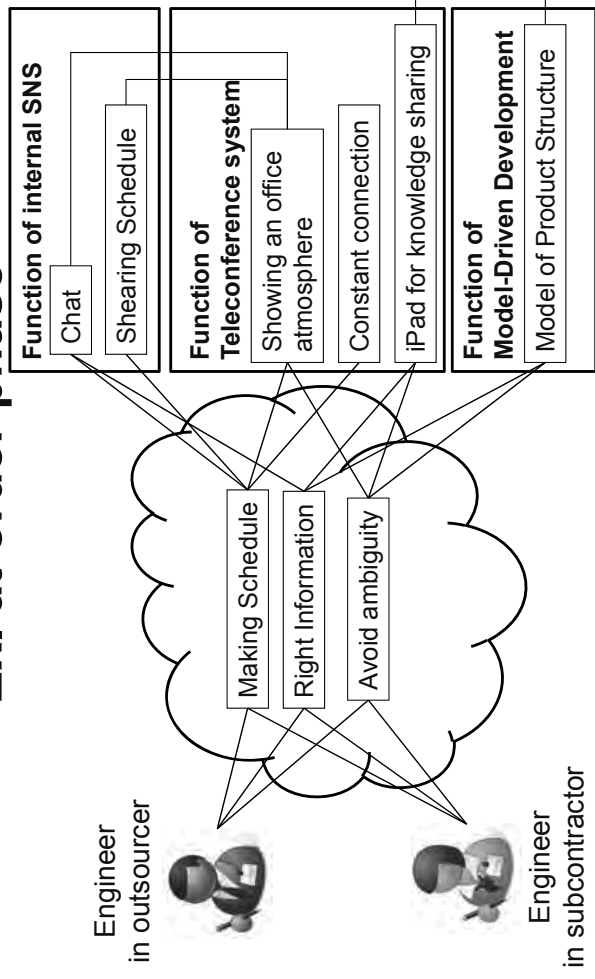 Engineer
in outsourcer
Engineer
in subcontractor
Making Schedule
Right Information
Avoid ambiguity
Function of internal SNS
Chat
Shearing Schedule
Function of
Teleconference system
Showing an office
atmosphere
Constant connection
iPad for knowledge sharing
Function of
Model-Driven Development
Model of Product Structure